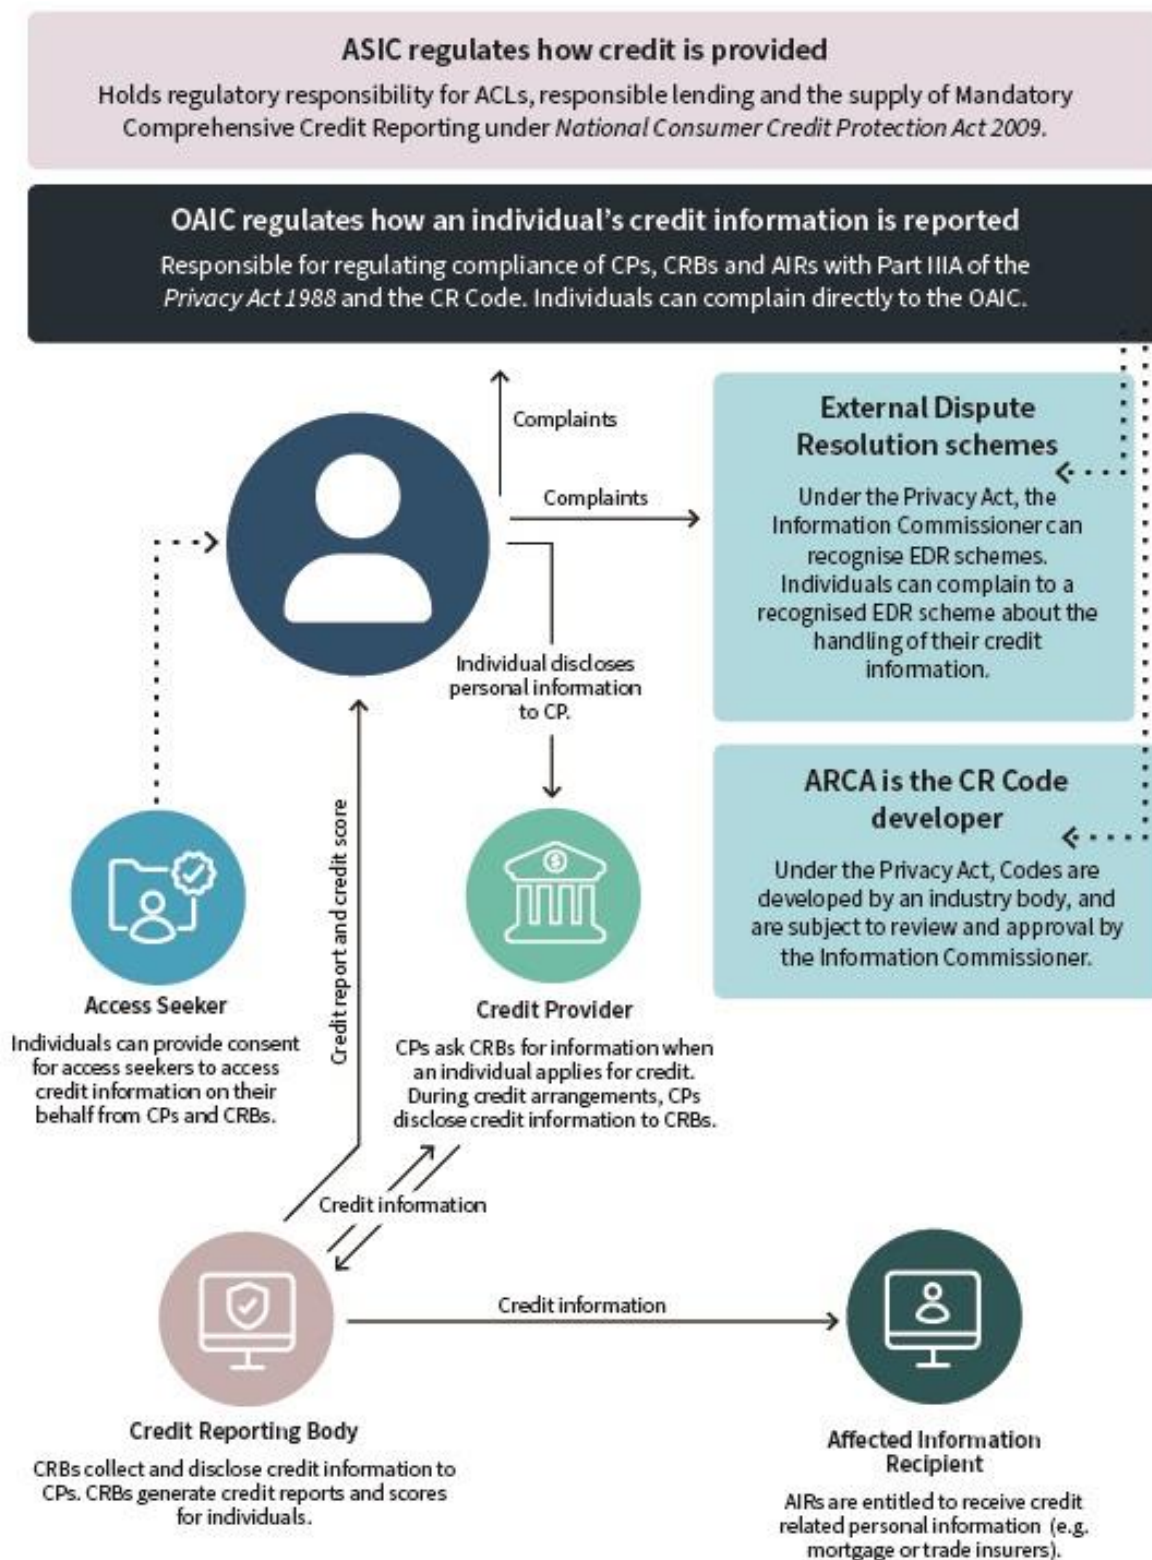 ASIC regulates how credit is provided
Holds regulatory responsibility for ACLs, responsible lending and the supply of Mandatory
Comprehensive Credit Reporting under National Consumer Credit Protection Act 2009.
OAIC regulates how an individual's credit information is reported
Responsible for regulating compliance of CPs, CRBs and AIRs with Part IIIA of the
Privacy Act 1988 and the CR Code. Individuals can complain directly to the OAIC.
Complaints
Complaints
External Dispute
Resolution schemes
Under the Privacy Act, the
Information Commissioner can
recognise EDR schemes.
Individuals can complain to a
recognised EDR scheme about the
handling of their credit
information.
Individual discloses
personal information
to CP.
ARCA is the CR Code
developer
Under the Privacy Act, Codes are
developed by an industry body, and
are subject to review and approval by
the Information Commissioner.
Credit report and credit score
Access Seeker
Individuals can provide consent
for access seekers to access
credit information on their
behalf from CPs and CRBs.
$
Credit Provider
CPs ask CRBs for information when
an individual applies for credit.
During credit arrangements, CPs
disclose credit information to CRBs.
Credit information
Credit information
Credit Reporting Body
CRBs collect and disclose credit information to
CPs. CRBs generate credit reports and scores
for individuals.
Affected Information
Recipient
AIRs are entitled to receive credit
related personal information (e.g.
mortgage or trade insurers).